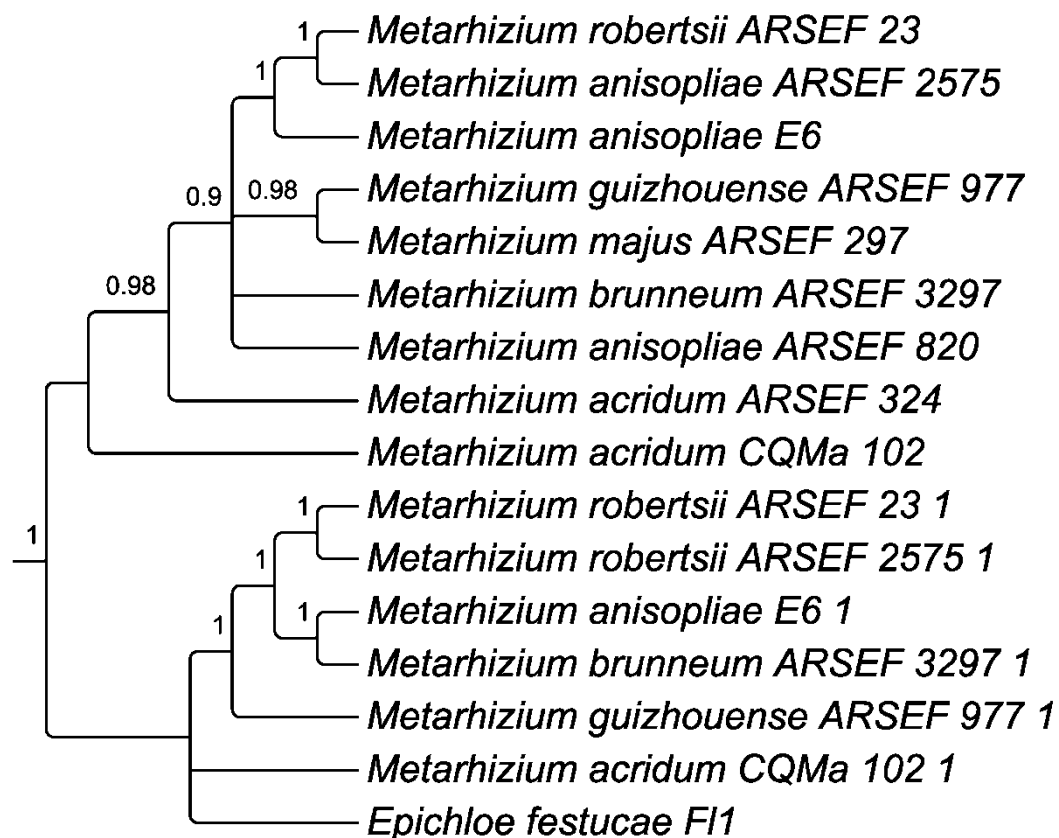 1 Metarhizium robertsii ARSEF 23
1 Metarhizium anisopliae ARSEF 2575
Metarhizium anisopliae E6
0.9 0.98 Metarhizium guizhouense ARSEF 977
Metarhizium majus ARSEF 297
0.98 Metarhizium brunneum ARSEF 3297
Metarhizium anisopliae ARSEF 820
Metarhizium acridum ARSEF 324
Metarhizium acridum CQMa 102
1 1 Metarhizium robertsii ARSEF 23 1
1 Metarhizium robertsii ARSEF 2575 1
1 1 Metarhizium anisopliae E6 1
Metarhizium brunneum ARSEF 3297 1
Metarhizium guizhouense ARSEF 977 1
Metarhizium acridum CQMa 102 1
Epichloe festucae Fl1